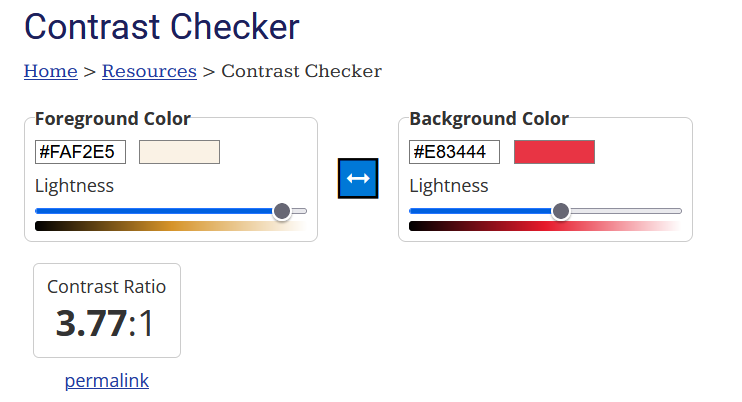 Contrast Checker
Home > Resources > Contrast Checker
Foreground Color
#FAF2E5
Lightness
Background Color
#E83444
Lightness
Contrast Ratio
3.77:1
permalink